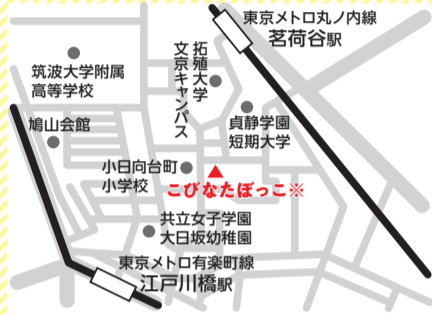 東京メトロ丸ノ内線
茗荷谷駅
筑波大学附属
高等学校
拓殖大学
文京キャンパス
鳩山会館
貞静学園
短期大学
小日向台町
小学校
こびなたぽっこ※
共立女子学園
大日坂幼稚園
東京メトロ有楽町線
江戸川橋駅